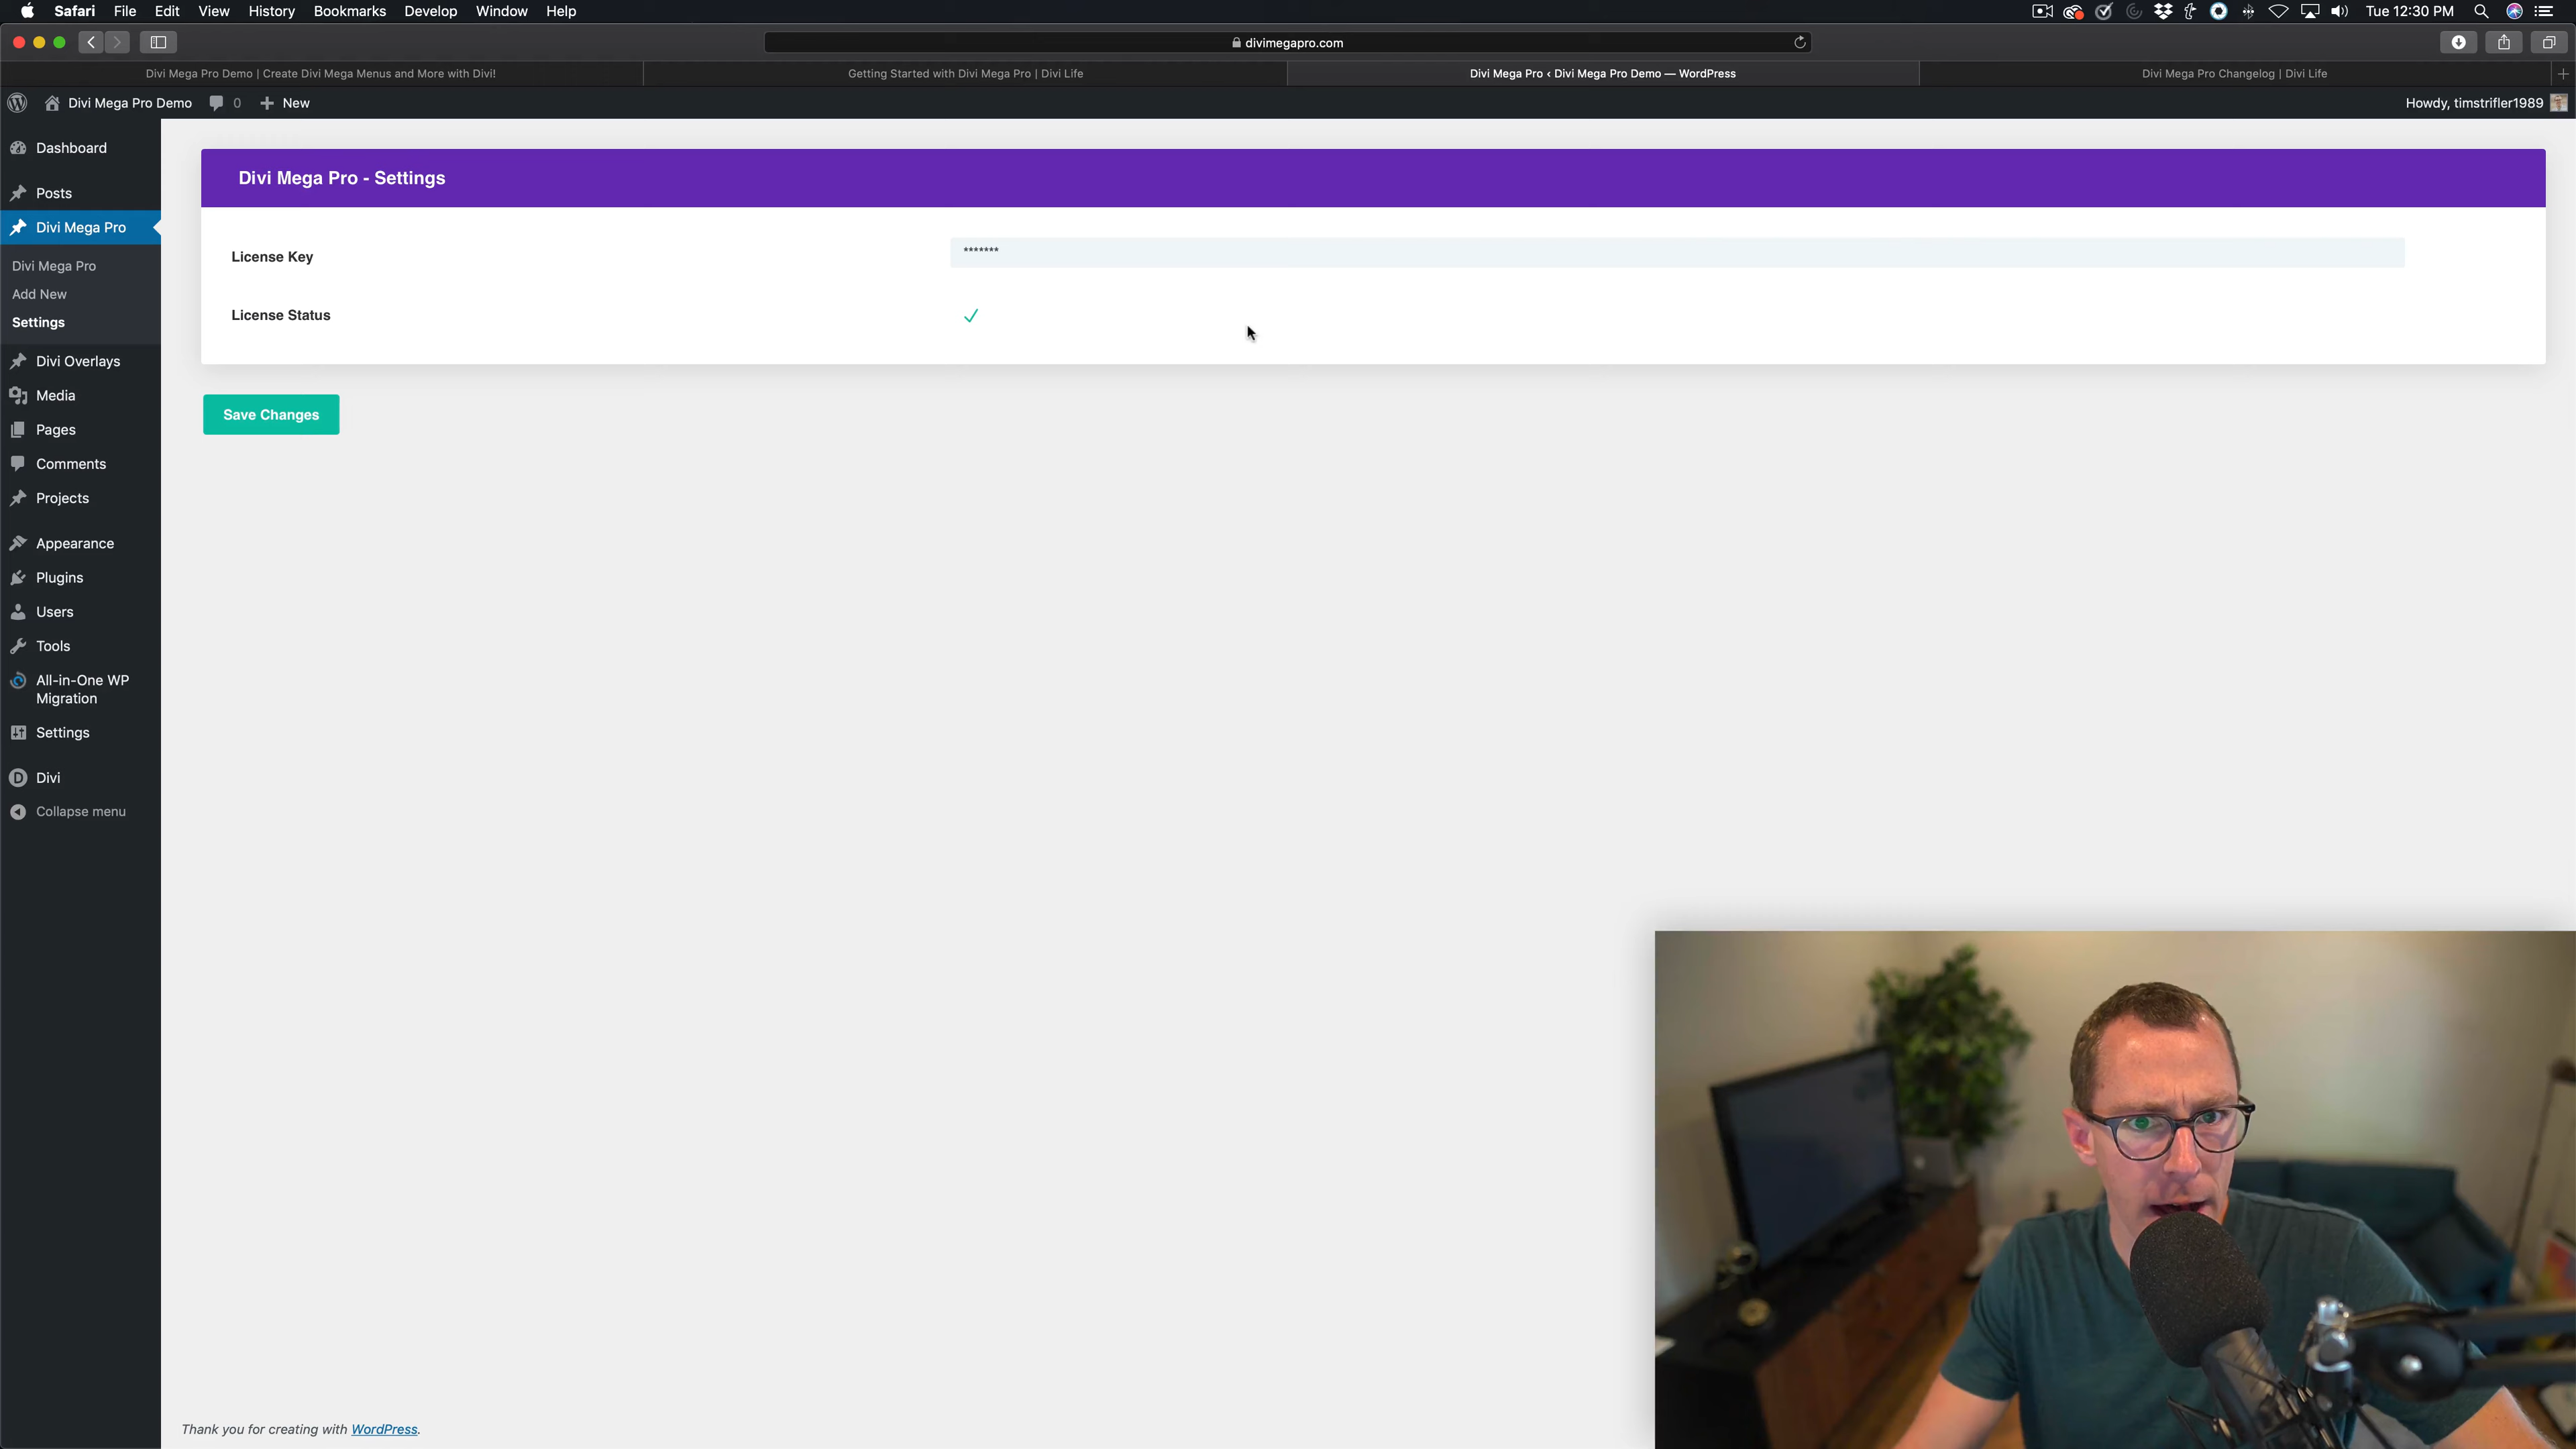 Safari File Edit View History Bookmarks Develop Window Help
Tue 12:30 PM
divimegapro.com
Divi Mega Pro Demo | Create Divi Mega Menus and More with Divi!
Getting Started with Divi Mega Pro | Divi Life
Divi Mega Pro ‹ Divi Mega Pro Demo — WordPress
Divi Mega Pro Changelog | Divi Life
Divi Mega Pro Demo 0 New
Howdy, timstrifler1989
Dashboard
Posts
Divi Mega Pro
Divi Mega Pro
Add New
Settings
Divi Overlays
Media
Pages
Comments
Projects
Appearance
Plugins
Users
Tools
All-in-One WP
Migration
Settings
Divi
Collapse menu
Divi Mega Pro - Settings
License Key
*******
License Status
Save Changes
Thank you for creating with WordPress.